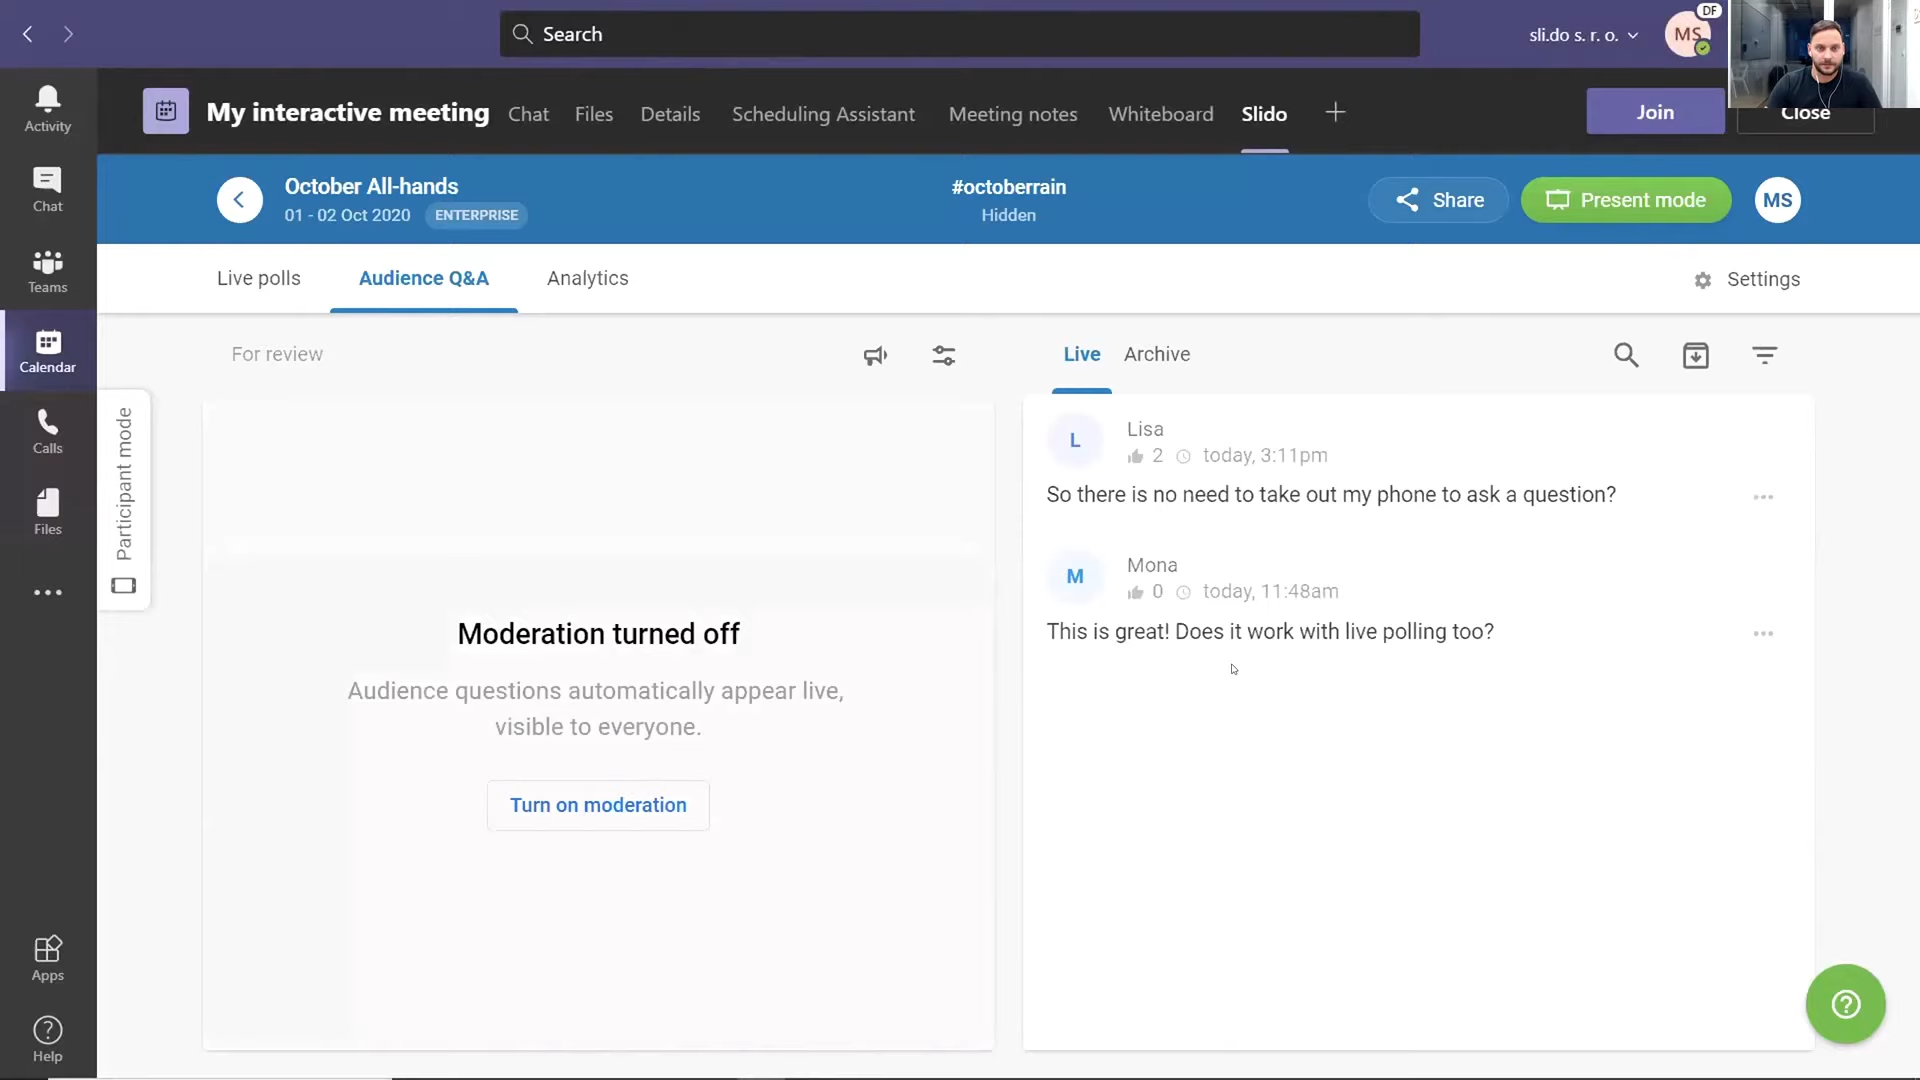 Search
sli.do s. r. o.
MS
DF
Activity
Chat
Teams
Calendar
Calls
Files
Apps
Help
My interactive meeting
Chat
Files
Details
Scheduling Assistant
Meeting notes
Whiteboard
Slido
Join
Close
October All-hands
01 - 02 Oct 2020 ENTERPRISE
#octoberrain
Hidden
Share
Present mode
MS
Live polls
Audience Q&A
Analytics
Settings
Participant mode
For review
Moderation turned off
Audience questions automatically appear live,
visible to everyone.
Turn on moderation
Live
Archive
L
Lisa
2 today, 3:11pm
So there is no need to take out my phone to ask a question?
M
Mona
0 today, 11:48am
This is great! Does it work with live polling too?